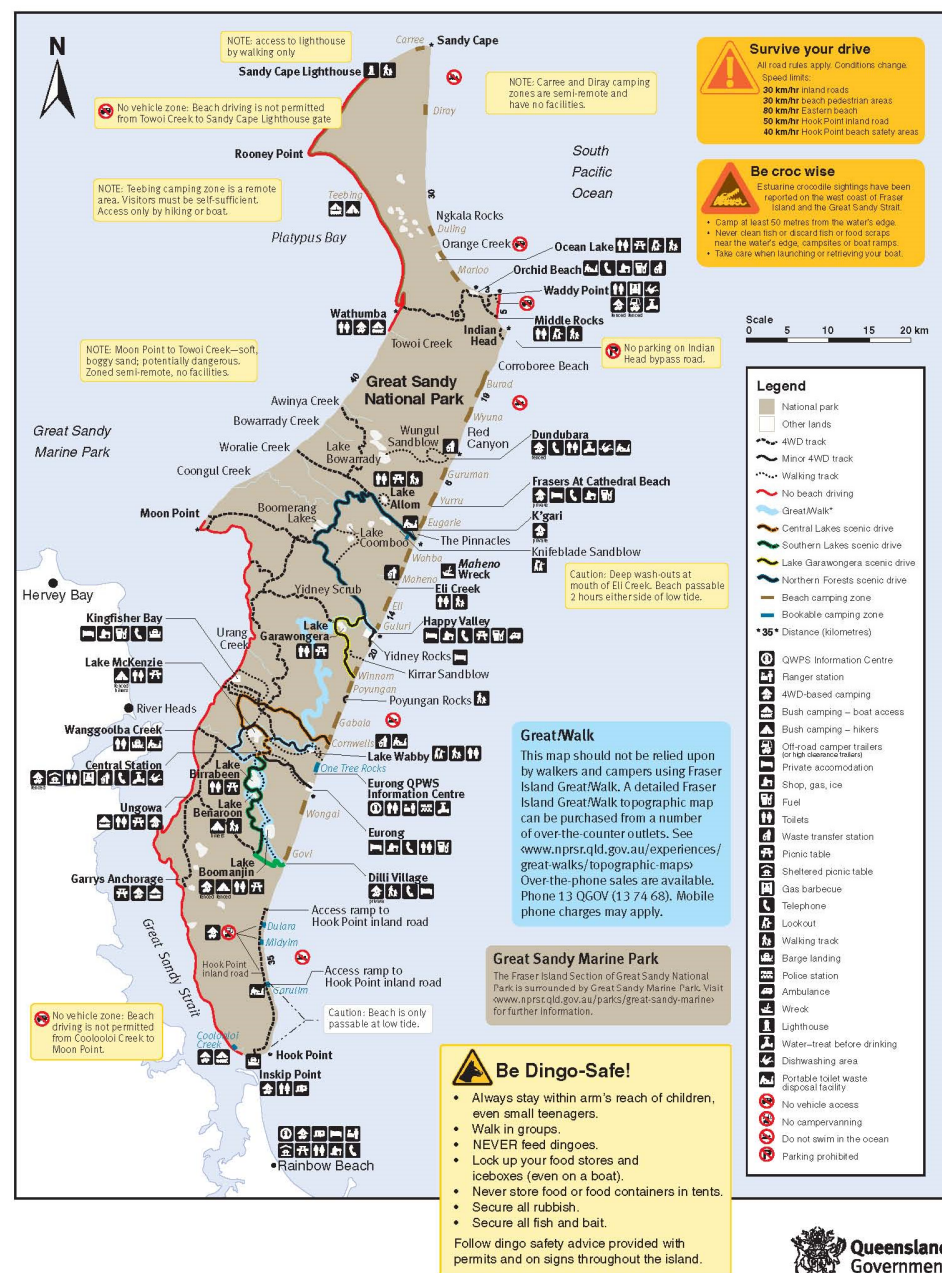 N
NOTE: access to lighthouse
by walking only
Carree
Sandy Cape
Sandy Cape Lighthouse
NOTE: Carree and Diray camping
zones are semi-remote and
have no facilities.
No vehicle zone: Beach driving is not permitted
from Towoi Creek to Sandy Cape Lighthouse gate
Diray
Rooney Point
South
Pacific
Ocean
NOTE: Teebing camping zone is a remote
area. Visitors must be self-sufficient.
Access only by hiking or boat.
Teebing
30
Platypus Bay
Ngkala Rocks
Duling
Orange Creek
Ocean Lake
Marloo
Orchid Beach
3
Waddy Point
fenced
fenced
5
Wathumba
16
Middle Rocks
Indian
Head
Towoi Creek
No parking on Indian
Head bypass road.
NOTE: Moon Point to Towoi Creek—soft,
boggy sand; potentially dangerous.
Zoned semi-remote, no facilities.
Corroboree Beach
40
Great Sandy
National Park
Burad
19
Awinya Creek
Wyuna
Bowarrady Creek
Great Sandy
Marine Park
Wungul
Sandblow
Red
Canyon
Woralie Creek
Lake
Bowarrady
Dundubara
fenced
Coongul Creek
Guruman
6
Frasers At Cathedral Beach
private
Lake
Allom
Yurru
Moon Point
Boomerang
Lakes
Eugarie
K'gari
private
The Pinnacles
Lake
Coomboo
Wahba
Knifeblade Sandblow
Maheno
Wreck
Maheno
Caution: Deep wash-outs at
mouth of Eli Creek. Beach passable
2 hours either side of low tide.
Yidney Scrub
Eli Creek
Hervey Bay
Eli
14
Kingfisher Bay
Guluri
Happy Valley
Lake
Garawongera
Urang
Creek
20
Yidney Rocks
Lake McKenzie
fenced
hikers
Kirrar Sandblow
Winnam
Poyungan
River Heads
Poyungan Rocks
Gabala
Wanggoolba Creek
Cornwells
Lake Wabby
Central Station
fenced
Lake
Birrabeen
One Tree Rocks
Eurong QPWS
Information Centre
Ungowa
Lake
Benaroon
fenced
Wongai
Eurong
Govi
Lake
Boomanjin
fenced
fenced
Dilli Village
private
Garrys Anchorage
Access ramp to
Hook Point inland road
Dulara
Midyim
Great Sandy Strait
35
Hook Point
inland road
Access ramp to
Hook Point inland road
Garulim
No vehicle zone: Beach
driving is not permitted
from Coolooloi Creek to
Moon Point.
Caution: Beach is only
passable at low tide.
Coolooloi
Creek
Hook Point
Inskip Point
Rainbow Beach
Survive your drive
All road rules apply. Conditions change.
Speed limits:
30 km/hr inland roads
30 km/hr beach pedestrian areas
80 km/hr Eastern beach
50 km/hr Hook Point inland road
40 km/hr Hook Point beach safety areas
Be croc wise
Estuarine crocodile sightings have been
reported on the west coast of Fraser
Island and the Great Sandy Strait.
• Camp at least 50 metres from the water's edge.
• Never clean fish or discard fish or food scraps
near the water's edge, campsites or boat ramps.
• Take care when launching or retrieving your boat.
Scale
0 5 10 15 20 km
Legend
National park
Other lands
4WD track
Minor 4WD track
Walking track
No beach driving
Great/Walk*
Central Lakes scenic drive
Southern Lakes scenic drive
Lake Garawongera scenic drive
Northern Forests scenic drive
Beach camping zone
Bookable camping zone
*35* Distance (kilometres)
QWPS Information Centre
Ranger station
4WD-based camping
Bush camping – boat access
Bush camping – hikers
Off-road camper trailers
(or high clearance trailers)
Private accomodation
Shop, gas, ice
Fuel
Toilets
Waste transfer station
Picnic table
Sheltered picnic table
Gas barbecue
Telephone
Lookout
Walking track
Barge landing
Police station
Ambulance
Wreck
Lighthouse
Water–treat before drinking
Dishwashing area
Portable toilet waste
disposal facility
No vehicle access
No campervanning
Do not swim in the ocean
Parking prohibited
Great/Walk
This map should not be relied upon
by walkers and campers using Fraser
Island Great/Walk. A detailed Fraser
Island Great/Walk topographic map
can be purchased from a number
of over-the-counter outlets. See
<www.nprsr.qld.gov.au/experiences/
great-walks/topographic-maps>
Over-the-phone sales are available.
Phone 13 QGOV (13 74 68). Mobile
phone charges may apply.
Great Sandy Marine Park
The Fraser Island Section of Great Sandy National
Park is surrounded by Great Sandy Marine Park. Visit
<www.nprsr.qld.gov.au/parks/great-sandy-marine>
for further information.
Be Dingo-Safe!
• Always stay within arm's reach of children,
even small teenagers.
• Walk in groups.
• NEVER feed dingoes.
• Lock up your food stores and
iceboxes (even on a boat).
• Never store food or food containers in tents.
• Secure all rubbish.
• Secure all fish and bait.
Follow dingo safety advice provided with
permits and on signs throughout the island.
Queensland
Government